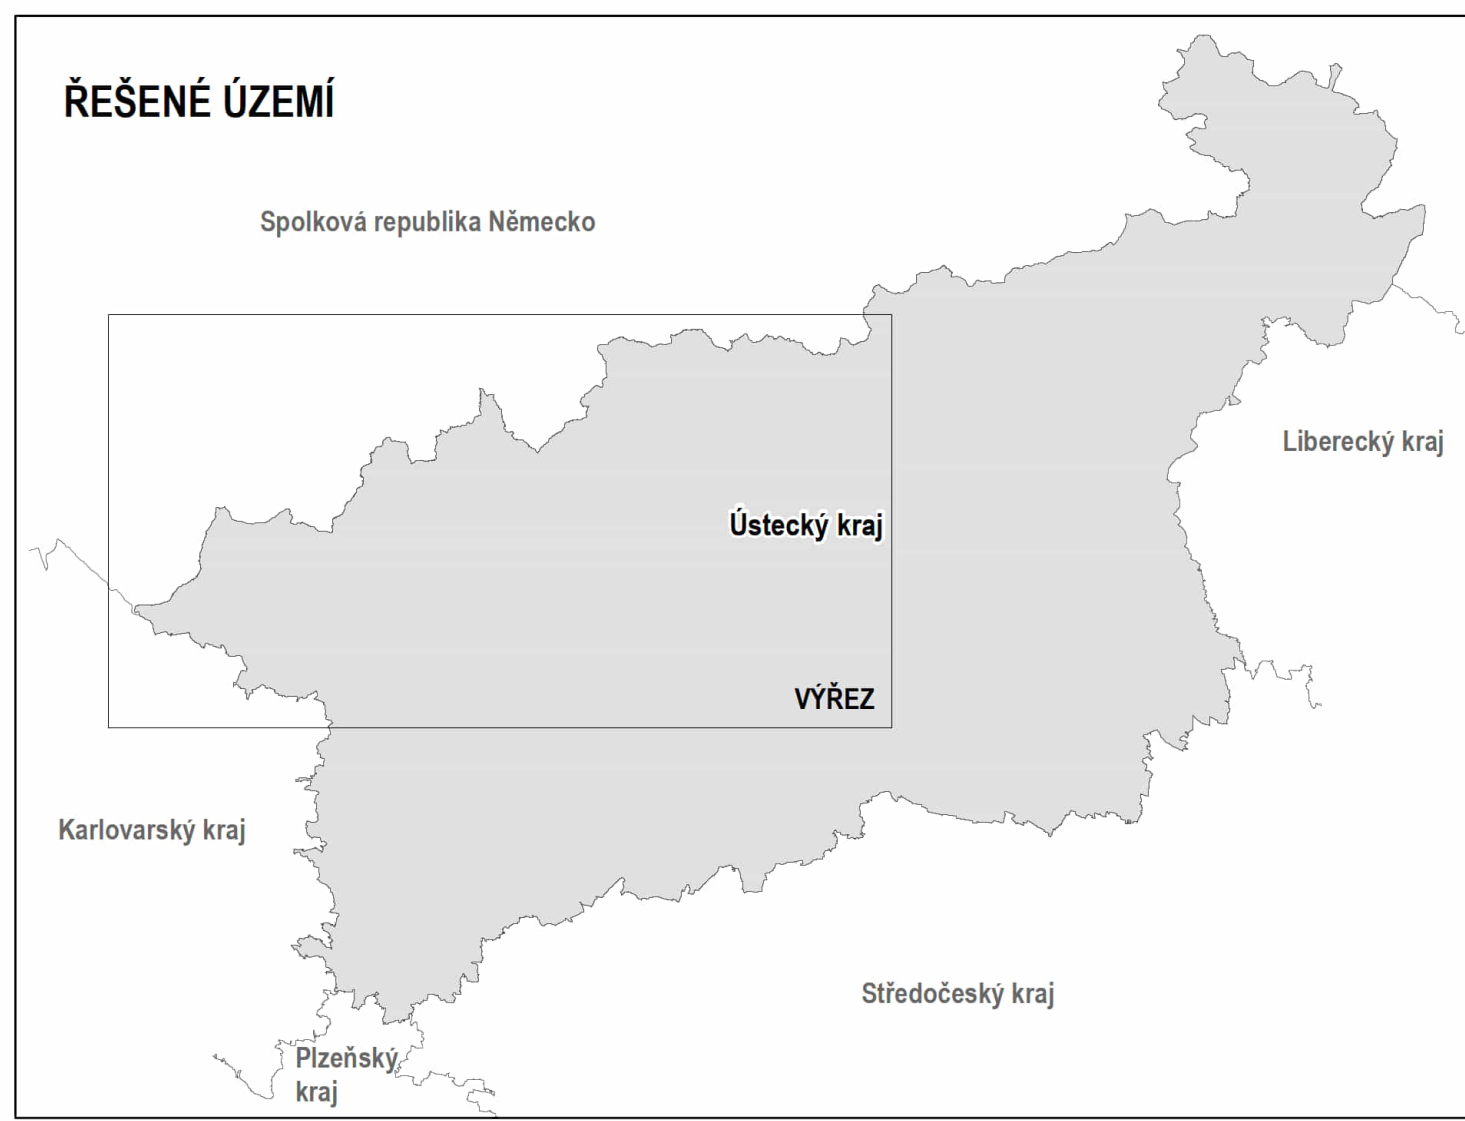 ŘEŠENÉ ÚZEMÍ
Spolková republika Německo
Liberecký kraj
Ústecký kraj
VÝŘEZ
Karlovarský kraj
Středočeský kraj
Plzeňský
kraj